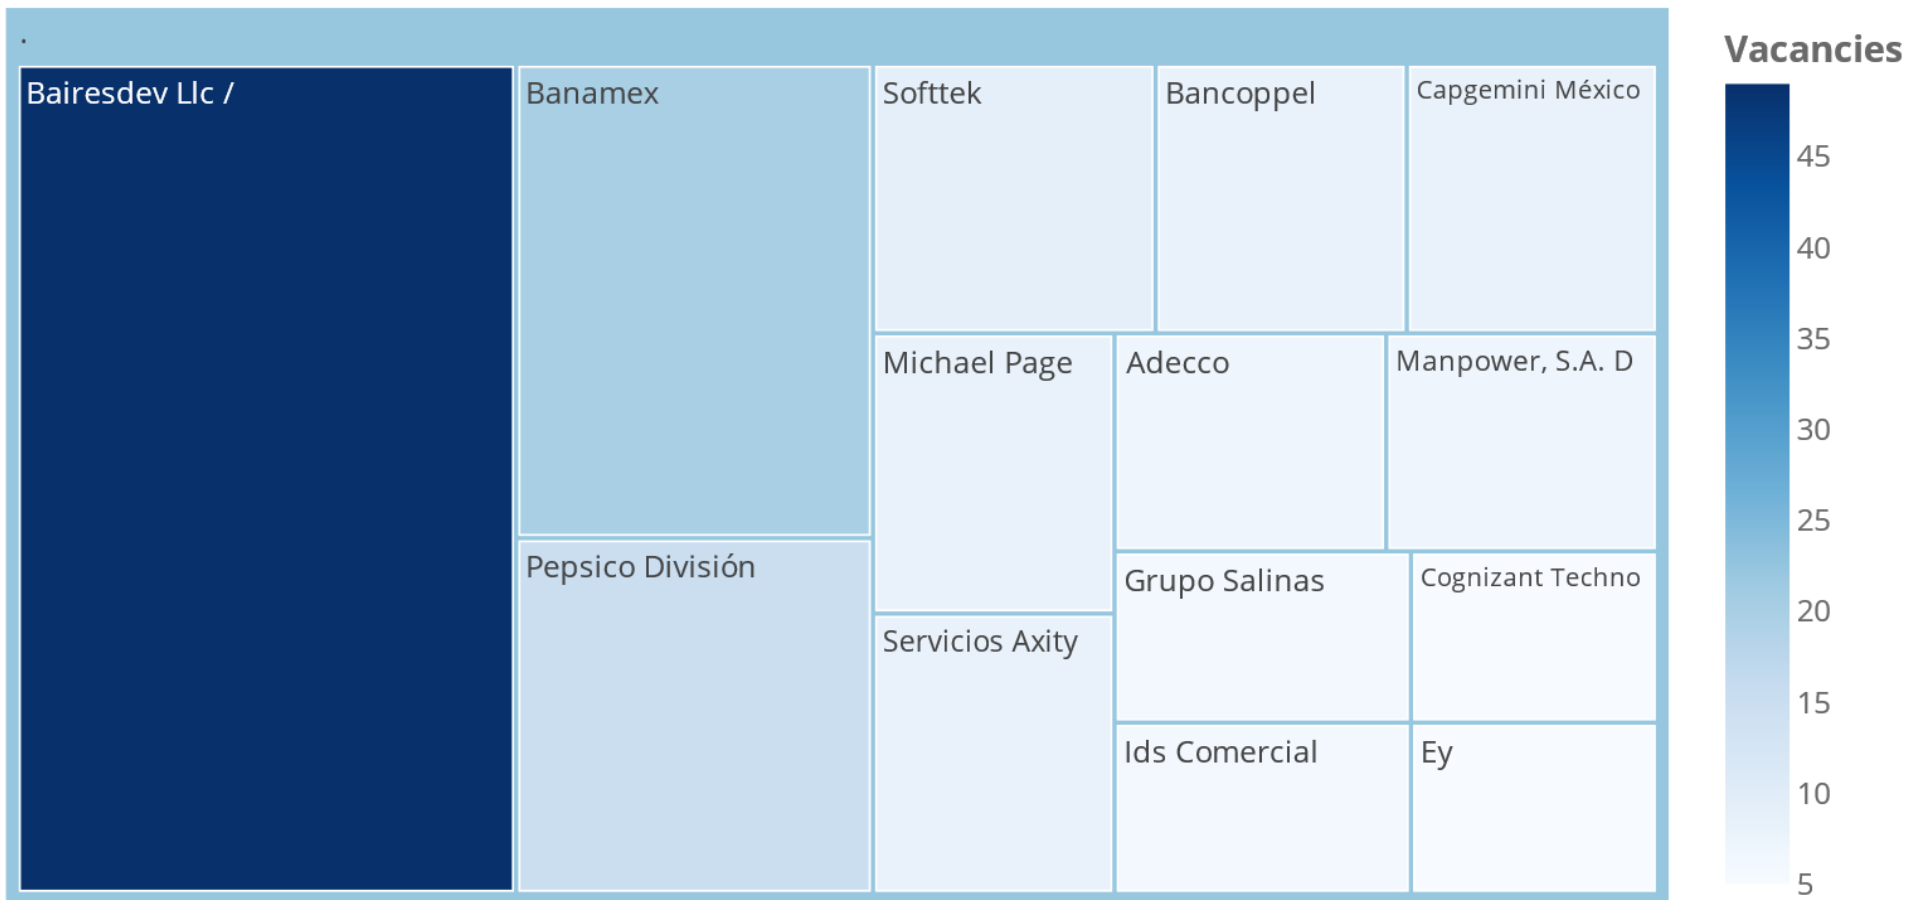 .
Bairesdev Llc /
Banamex
Pepsico División
Softtek
Bancoppel
Capgemini México
Michael Page
Adecco
Manpower, S.A. D
Servicios Axity
Grupo Salinas
Cognizant Techno
Ids Comercial
Ey
Vacancies
45
40
35
30
25
20
15
10
5